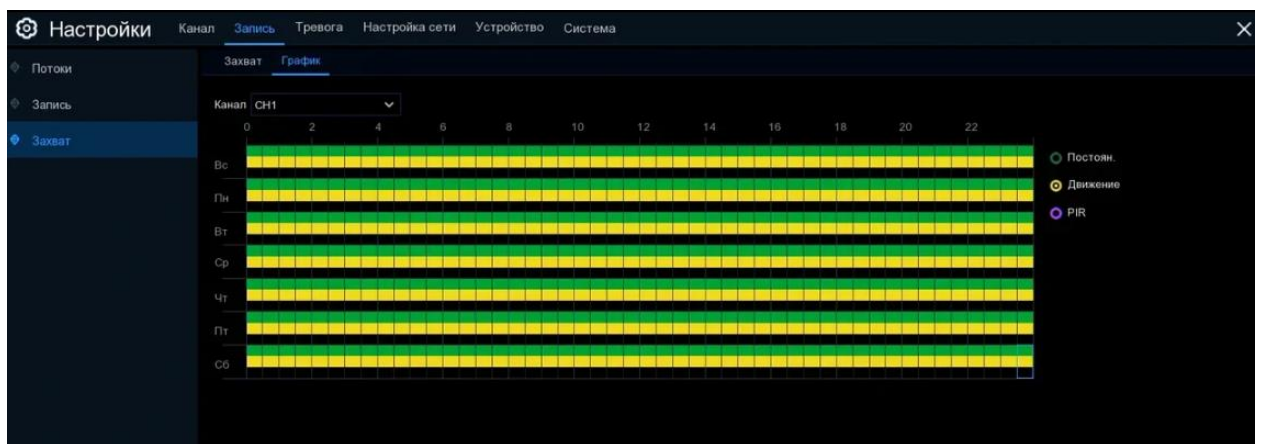 Настройки Канал Запись Тревога Настройка сети Устройство Система
Потоки
Запись
Захват
Захват График
Канал CH1
0 2 4 6 8 10 12 14 16 18 20 22
Вс
Пн
Вт
Ср
Чт
Пт
Сб
Постоян.
Движение
PIR